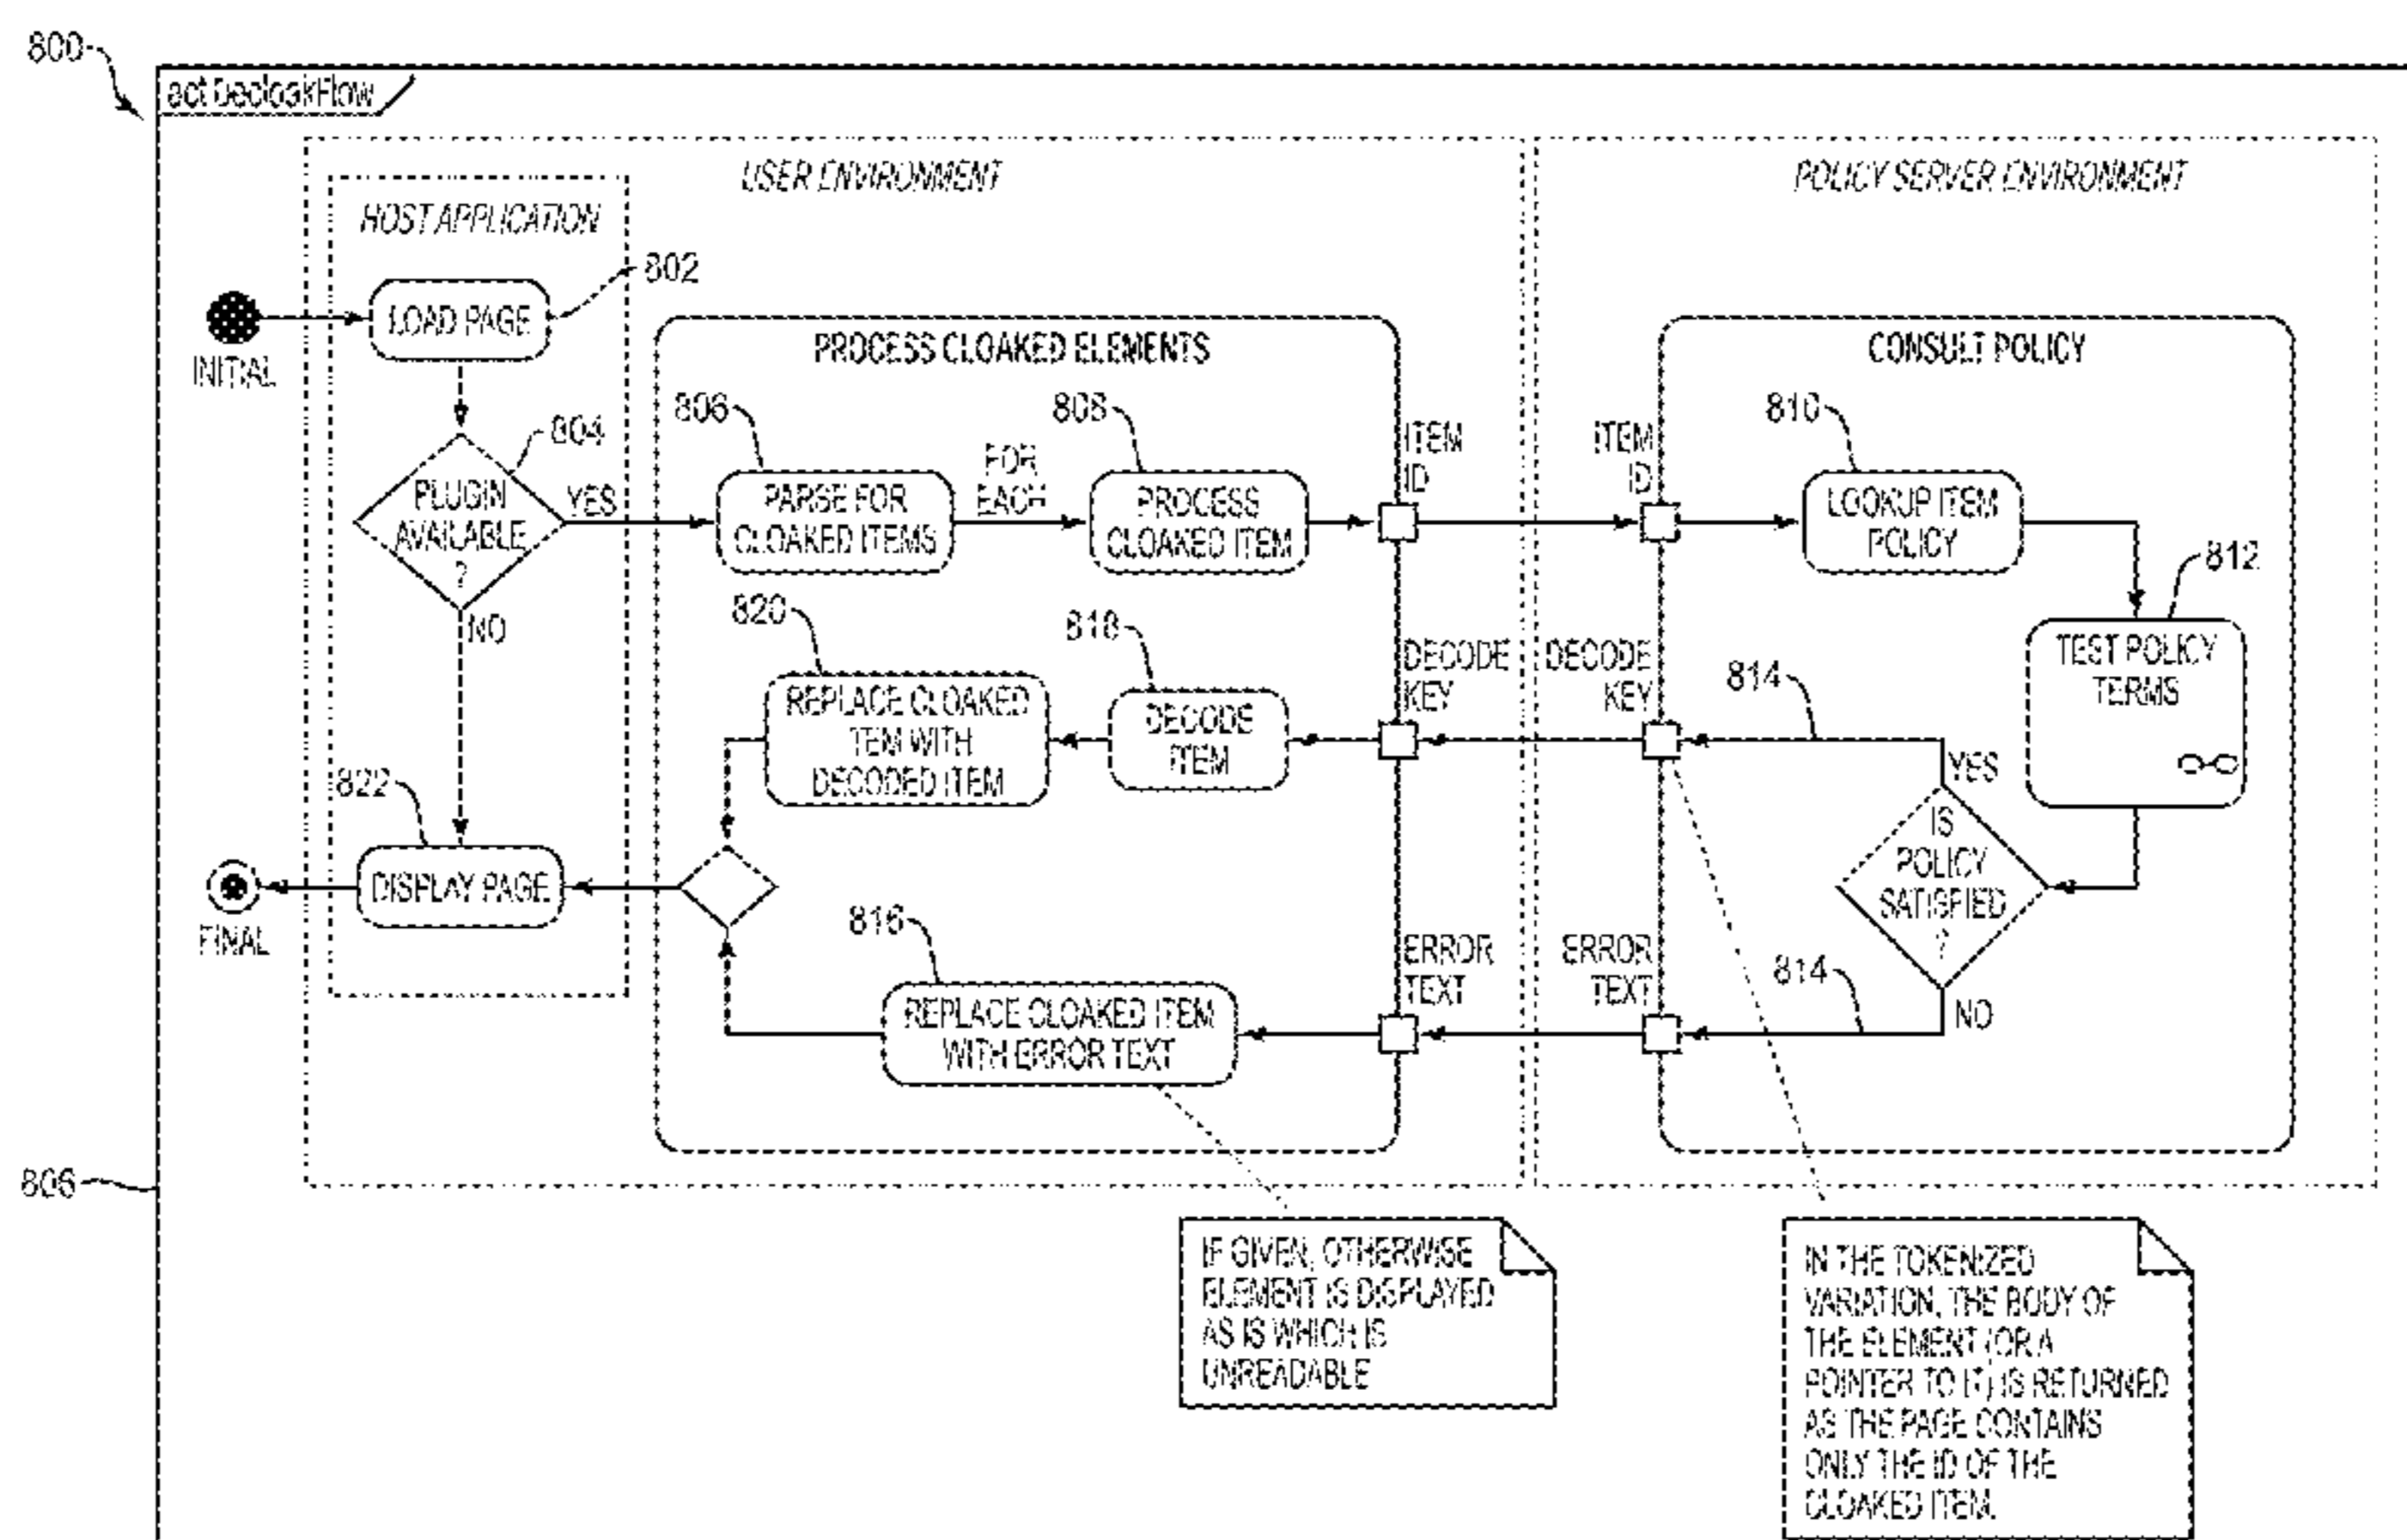 800
act DecloakFlow
USER ENVIRONMENT
POLICY SERVER ENVIRONMENT
HOST APPLICATION
802
LOAD PAGE
INITIAL
PROCESS CLOAKED ELEMENTS
CONSULT POLICY
804
PLUGIN
AVAILABLE
?
YES
NO
806
PARSE FOR
CLOAKED ITEMS
FOR
EACH
808
PROCESS
CLOAKED ITEM
ITEM
ID
ITEM
ID
810
LOOKUP ITEM
POLICY
812
TEST POLICY
TERMS
820
REPLACE CLOAKED
TEM WITH
DECODED ITEM
818
DECODE
ITEM
DECODE
KEY
DECODE
KEY
814
YES
IS
POLICY
SATISFIED
?
NO
814
822
DISPLAY PAGE
FINAL
816
REPLACE CLOAKED ITEM
WITH ERROR TEXT
ERROR
TEXT
ERROR
TEXT
806
IF GIVEN, OTHERWISE
ELEMENT IS DISPLAYED
AS IS WHICH IS
UNREADABLE
IN THE TOKENIZED
VARIATION, THE BODY OF
THE ELEMENT (OR A
POINTER TO IT) IS RETURNED
AS THE PAGE CONTAINS
ONLY THE ID OF THE
CLOAKED ITEM.